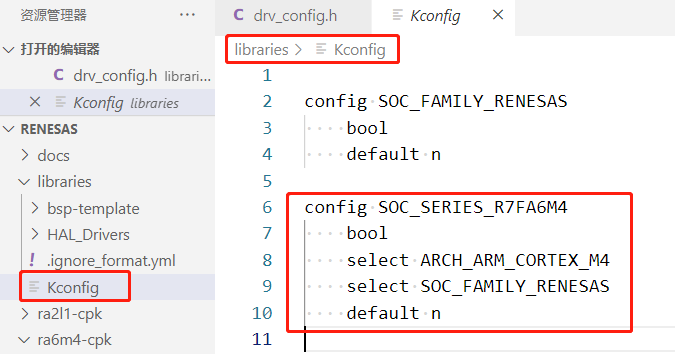 资源管理器
打开的编辑器
C drv_config.h librari...
Kconfig libraries
RENESAS
docs
libraries
bsp-template
HAL_Drivers
.ignore_format.yml
Kconfig
ra2l1-cpk
ra6m4-cpk
C drv_config.h
Kconfig
libraries > Kconfig
1
2 config SOC_FAMILY_RENESAS
3 bool
4 default n
5
6 config SOC_SERIES_R7FA6M4
7 bool
8 select ARCH_ARM_CORTEX_M4
9 select SOC_FAMILY_RENESAS
10 default n
11